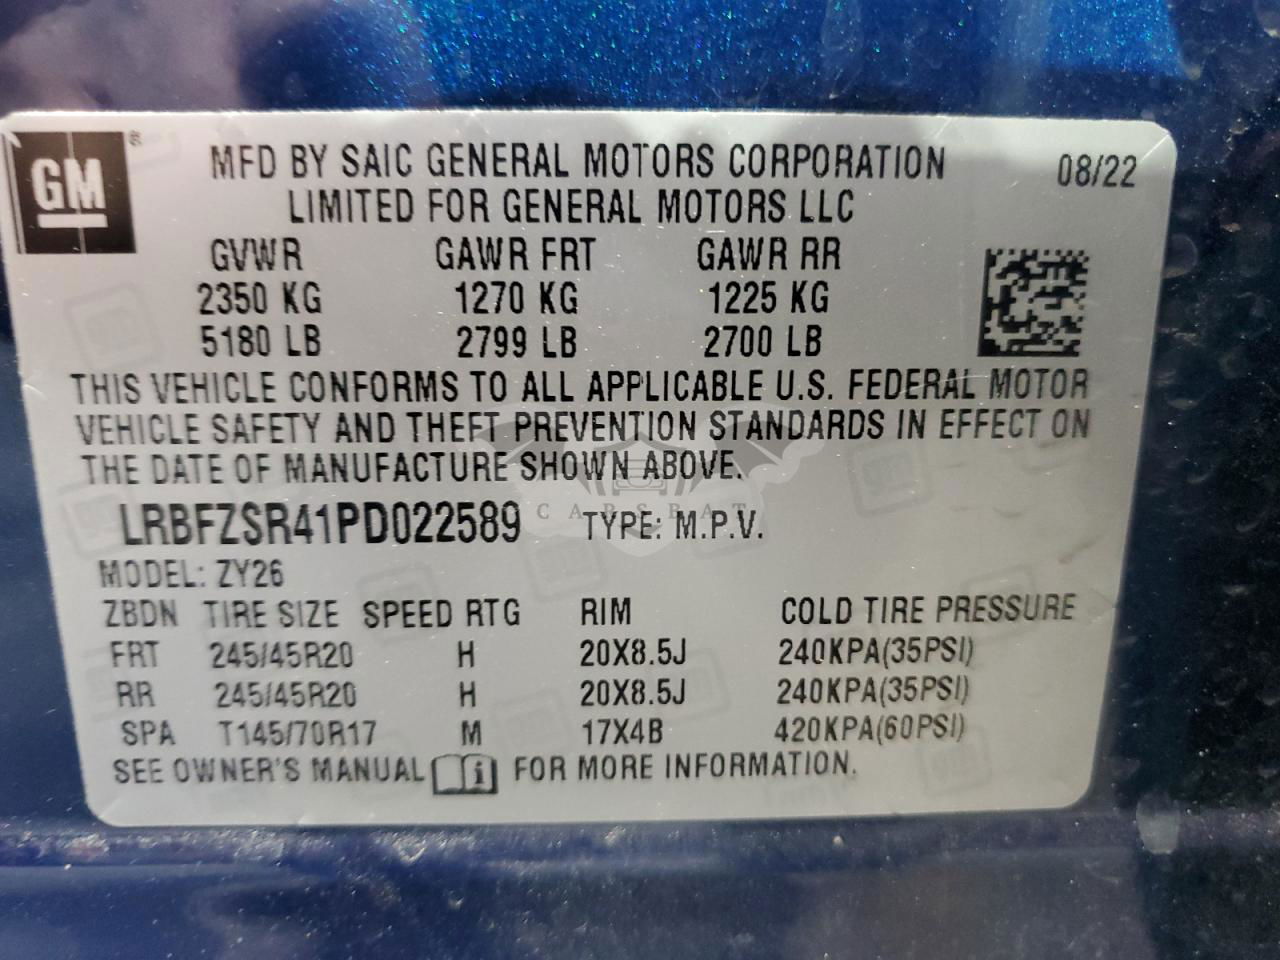 GM ®
MFD BY SAIC GENERAL MOTORS CORPORATION 08/22
LIMITED FOR GENERAL MOTORS LLC
GVWR GAWR FRT GAWR RR
2350 KG 1270 KG 1225 KG
5180 LB 2799 LB 2700 LB
THIS VEHICLE CONFORMS TO ALL APPLICABLE U.S. FEDERAL MOTOR
VEHICLE SAFETY AND THEFT PREVENTION STANDARDS IN EFFECT ON
THE DATE OF MANUFACTURE SHOWN ABOVE.
CARSBAT
LRBFZSR41PD022589 TYPE: M.P.V.
MODEL: ZY26
ZBDN TIRE SIZE SPEED RTG RIM COLD TIRE PRESSURE
FRT 245/45R20 H 20X8.5J 240KPA(35PSI)
RR 245/45R20 H 20X8.5J 240KPA(35PSI)
SPA T145/70R17 M 17X4B 420KPA(60PSI)
SEE OWNER'S MANUAL i FOR MORE INFORMATION.